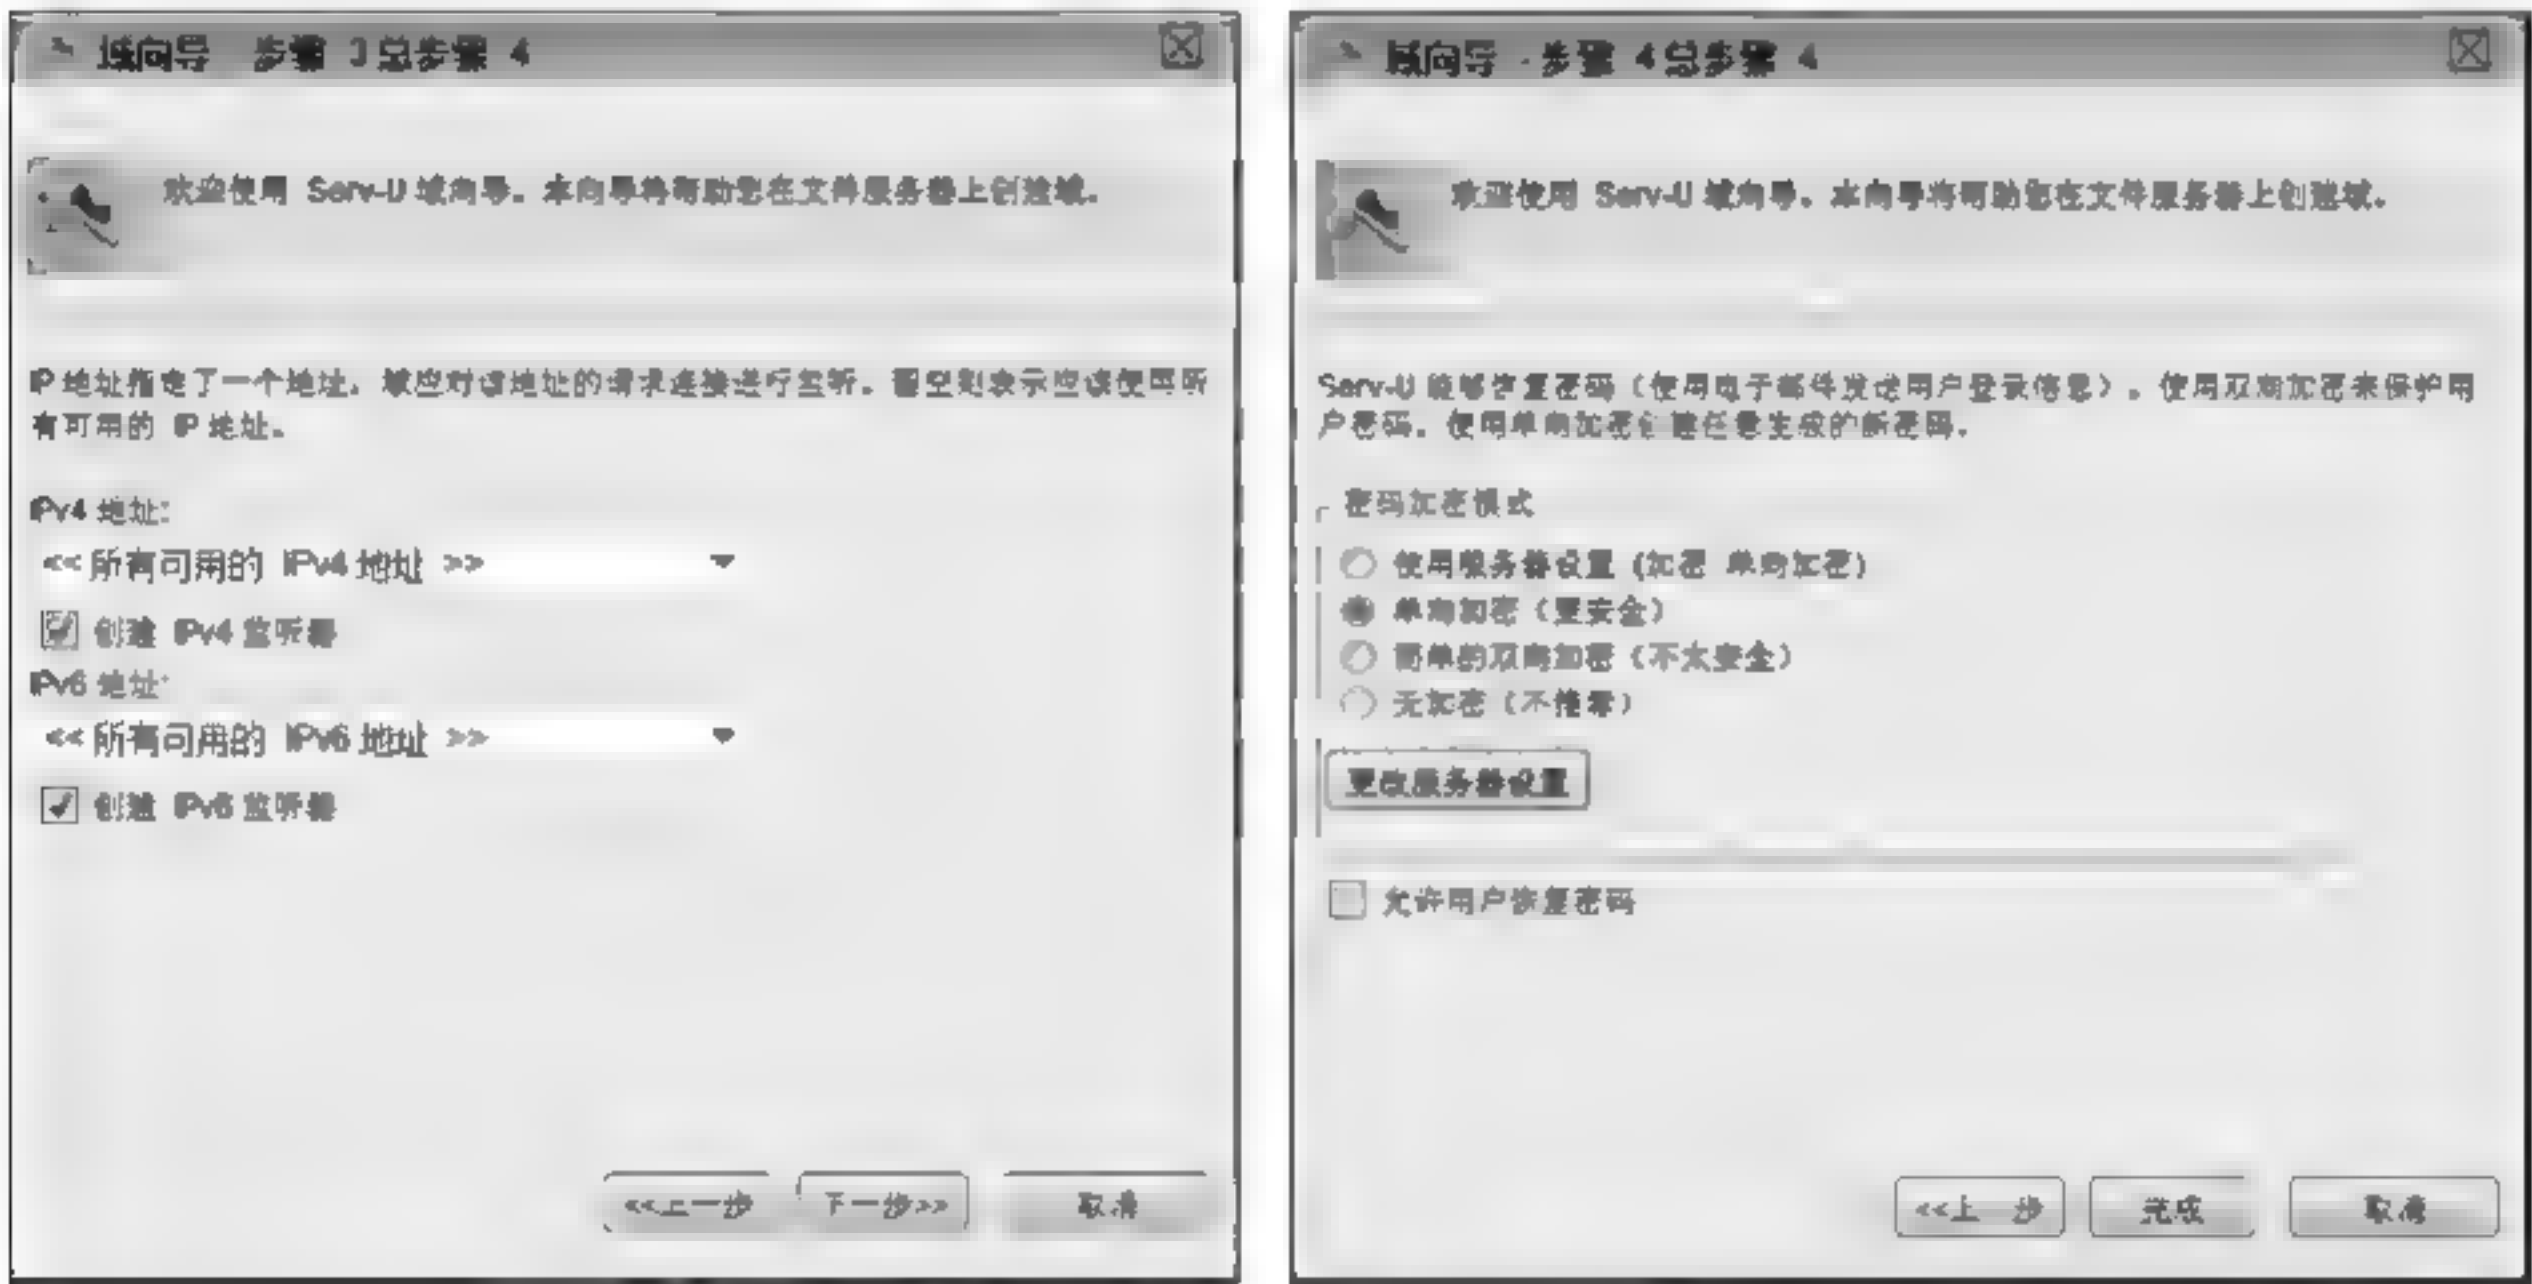 域向导 - 步骤 3总步骤 4
欢迎使用 Serv-U 域向导。本向导将帮助您在文件服务器上创建域。
IP 地址指定了一个地址，域应对该地址的请求连接进行监听。留空则表示应该使用所
有可用的 IP 地址。
IPv4 地址:
<< 所有可用的 IPv4 地址 >>
创建 IPv4 监听器
IPv6 地址:
<< 所有可用的 IPv6 地址 >>
创建 IPv6 监听器
<<上一步 下一步>> 取消
域向导 - 步骤 4总步骤 4
欢迎使用 Serv-U 域向导。本向导将帮助您在文件服务器上创建域。
Serv-U 能够恢复密码（使用电子邮件发送用户登录信息）。使用双向加密来保护用
户密码。使用单向加密创建任意生成的新密码。
密码加密模式
使用服务器设置 (加密 单向加密)
单向加密（更安全）
简单的双向加密（不太安全）
无加密（不推荐）
更改服务器设置
允许用户恢复密码
<<上一步 完成 取消